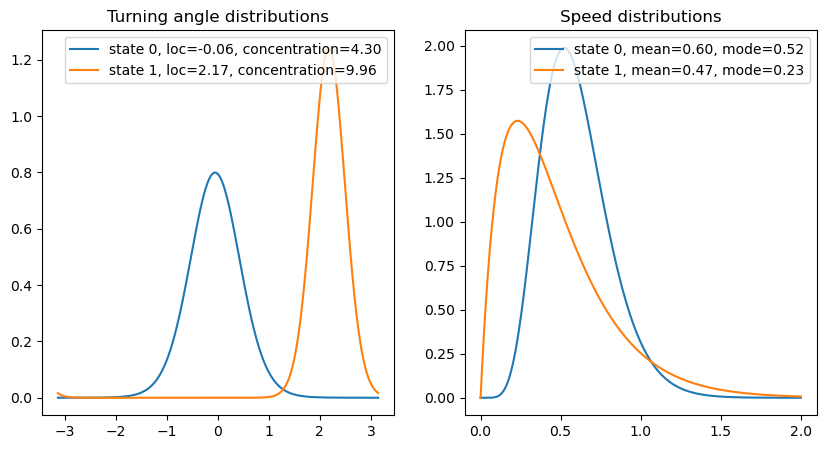 Turning angle distributions
state 0, loc=-0.06, concentration=4.30
state 1, loc=2.17, concentration=9.96
1.2
1.0
0.8
0.6
0.4
0.2
0.0
−3 −2 −1 0 1 2 3
Speed distributions
state 0, mean=0.60, mode=0.52
state 1, mean=0.47, mode=0.23
2.00
1.75
1.50
1.25
1.00
0.75
0.50
0.25
0.00
0.0 0.5 1.0 1.5 2.0